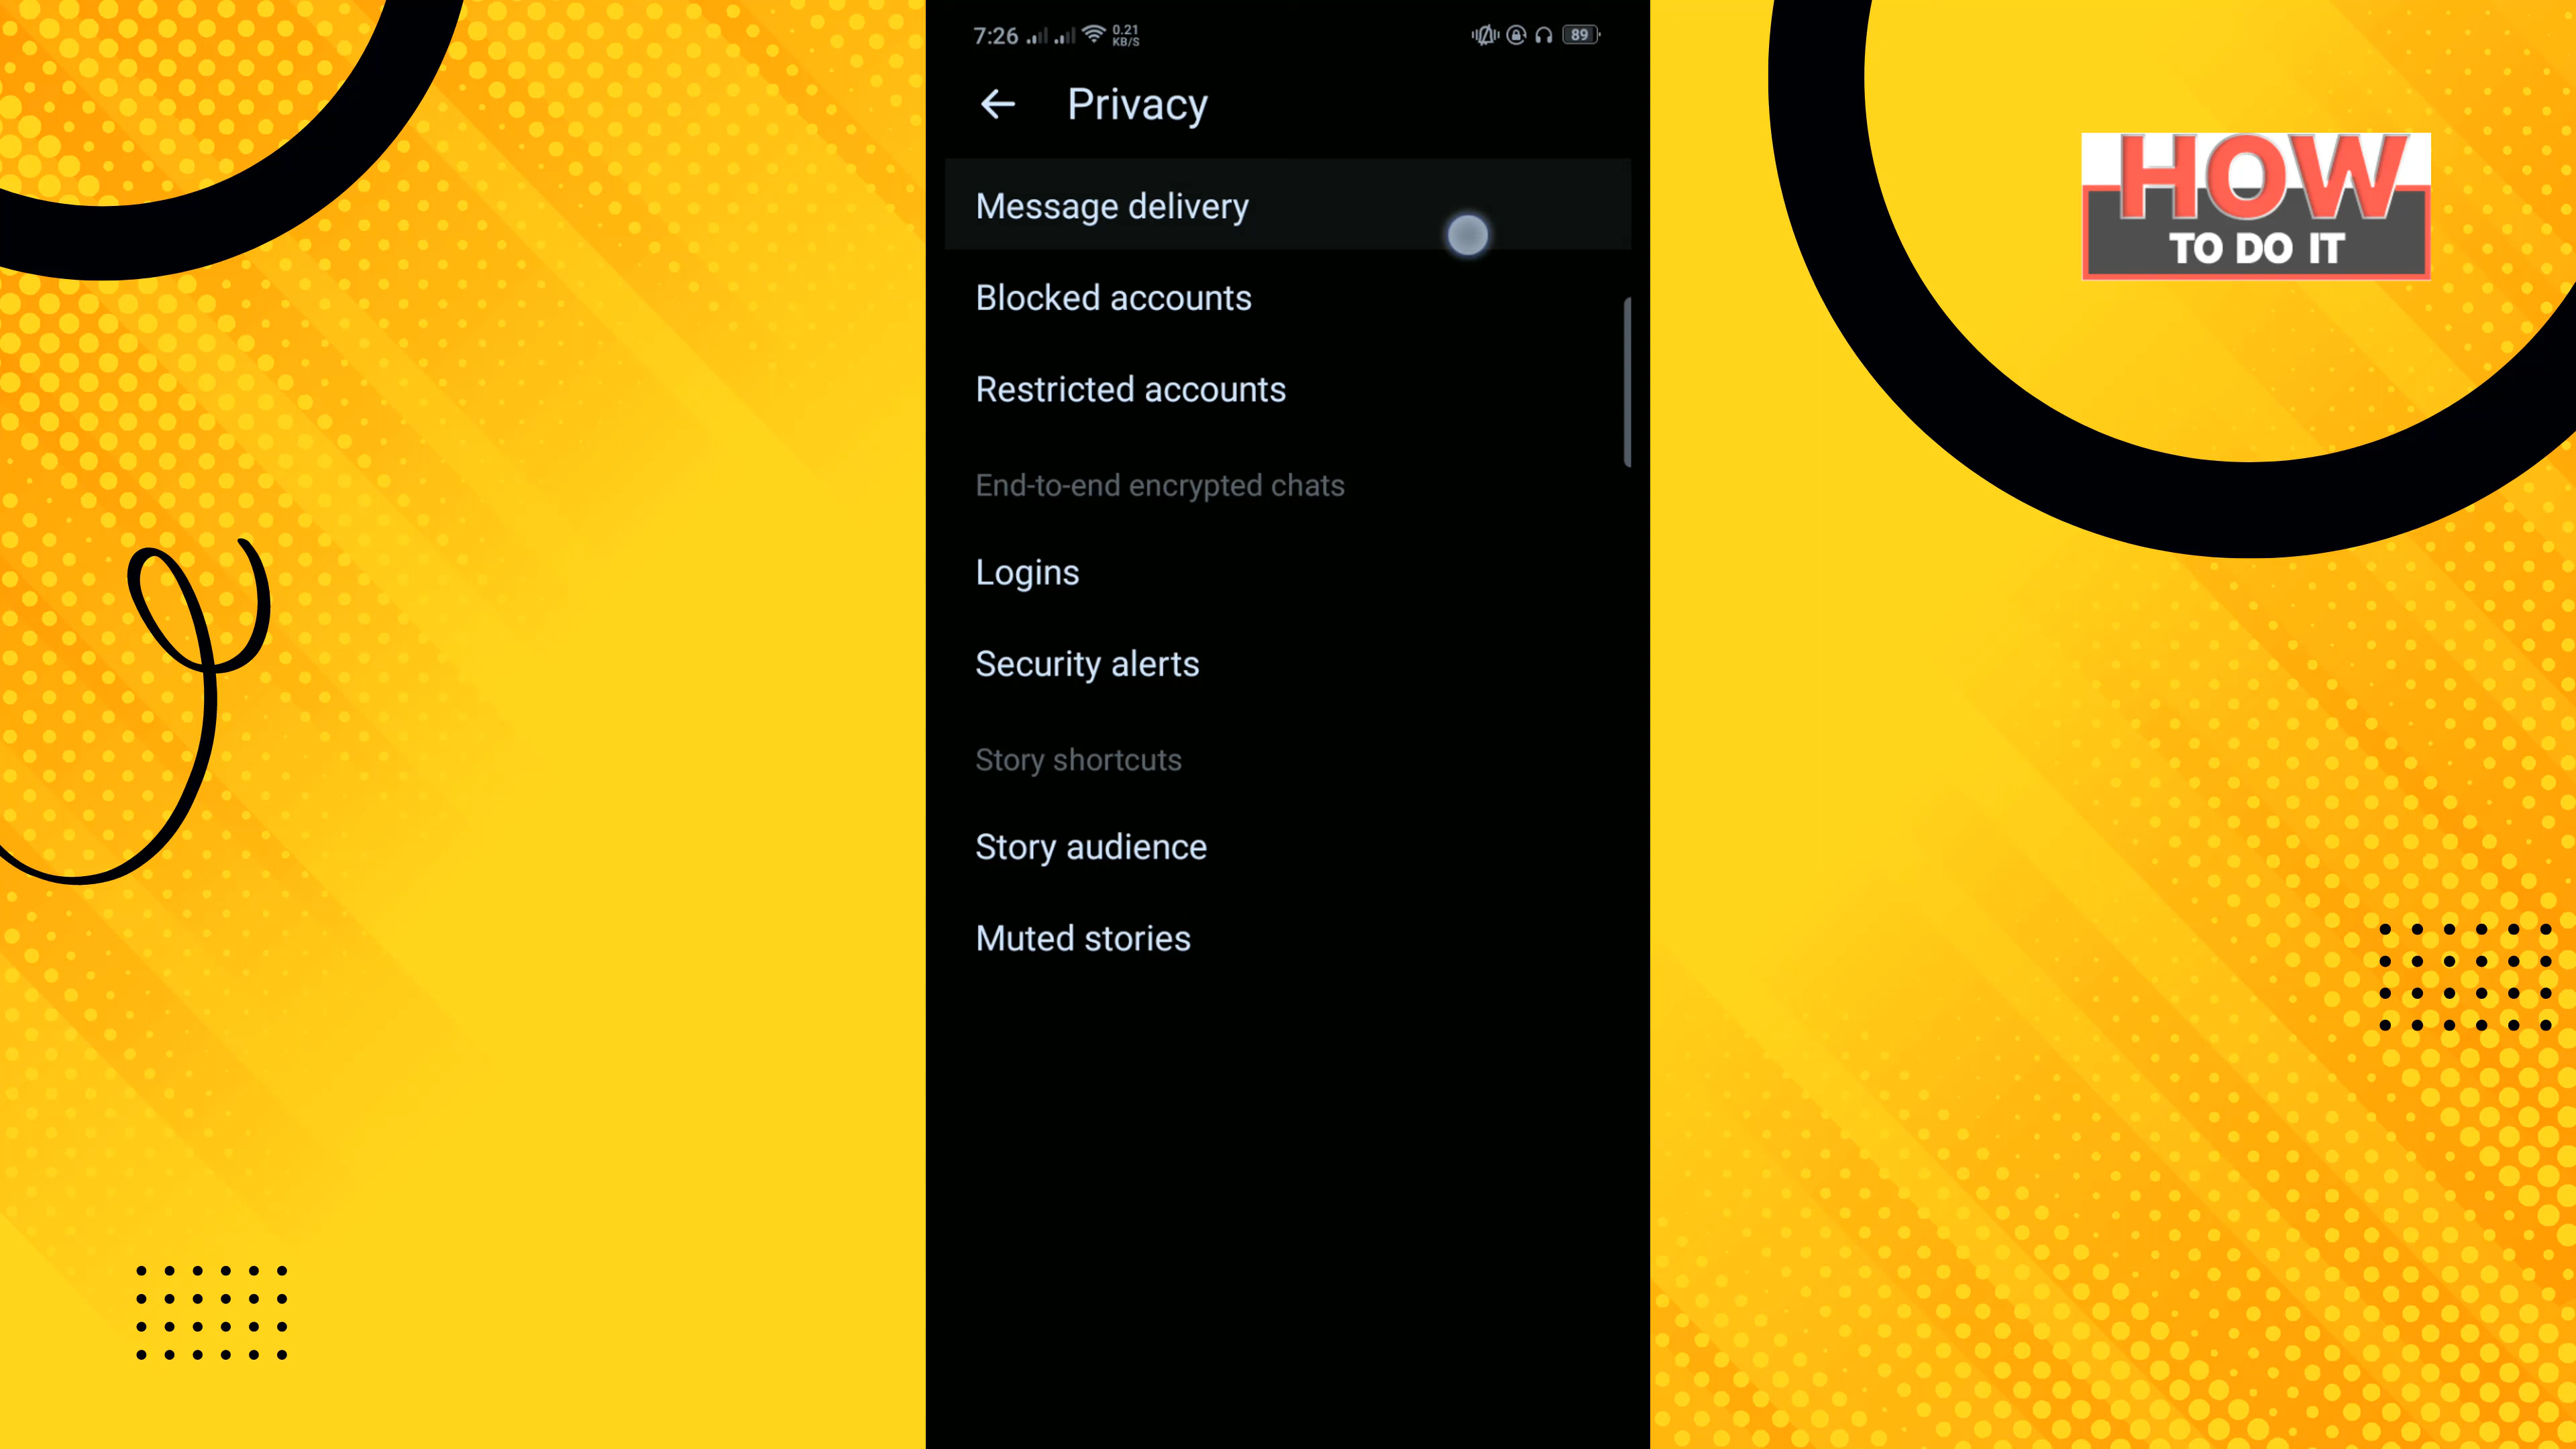 7:26 0.21 KB/S 89
Privacy
Message delivery
Blocked accounts
Restricted accounts
End-to-end encrypted chats
Logins
Security alerts
Story shortcuts
Story audience
Muted stories
HOW
TO DO IT